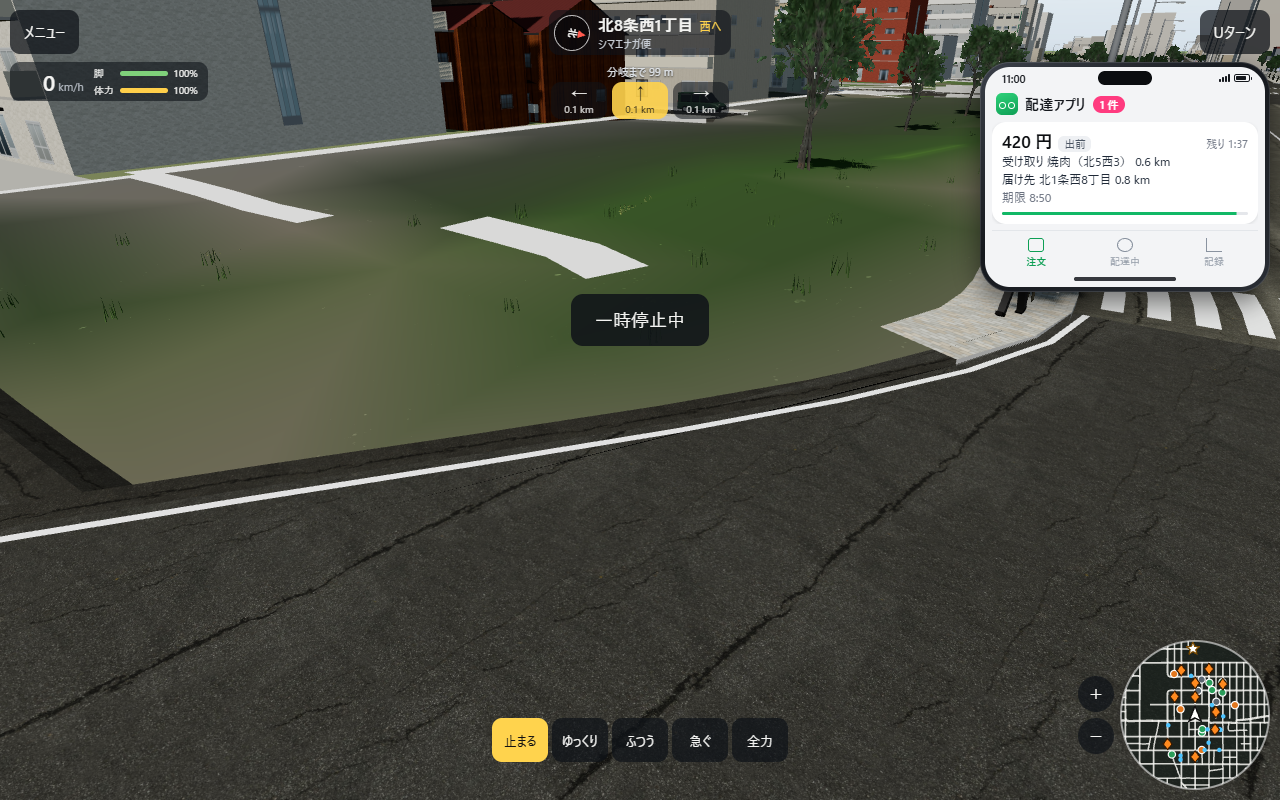 メニュー
0 km/h
脚 100%
体力 100%
北8条西1丁目 西へ
シマエナガ便
分岐まで 99 m
← ↑ →
0.1 km 0.1 km 0.1 km
Uターン
11:00
配達アプリ 1 件
420 円 出前 残り 1:37
受け取り 焼肉（北5西3） 0.6 km
届け先 北1条西8丁目 0.8 km
期限 8:50
注文 配達中 記録
一時停止中
止まる ゆっくり ふつう 急ぐ 全力
+
−